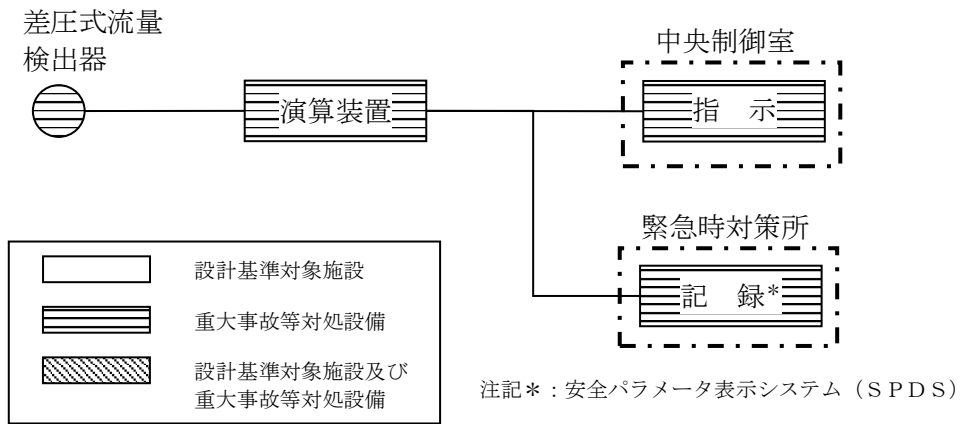 差圧式流量
検出器
演算装置
中央制御室
指　示
緊急時対策所
記　録*
設計基準対象施設
重大事故等対処設備
設計基準対象施設及び
重大事故等対処設備
注記＊：安全パラメータ表示システム（ＳＰＤＳ）